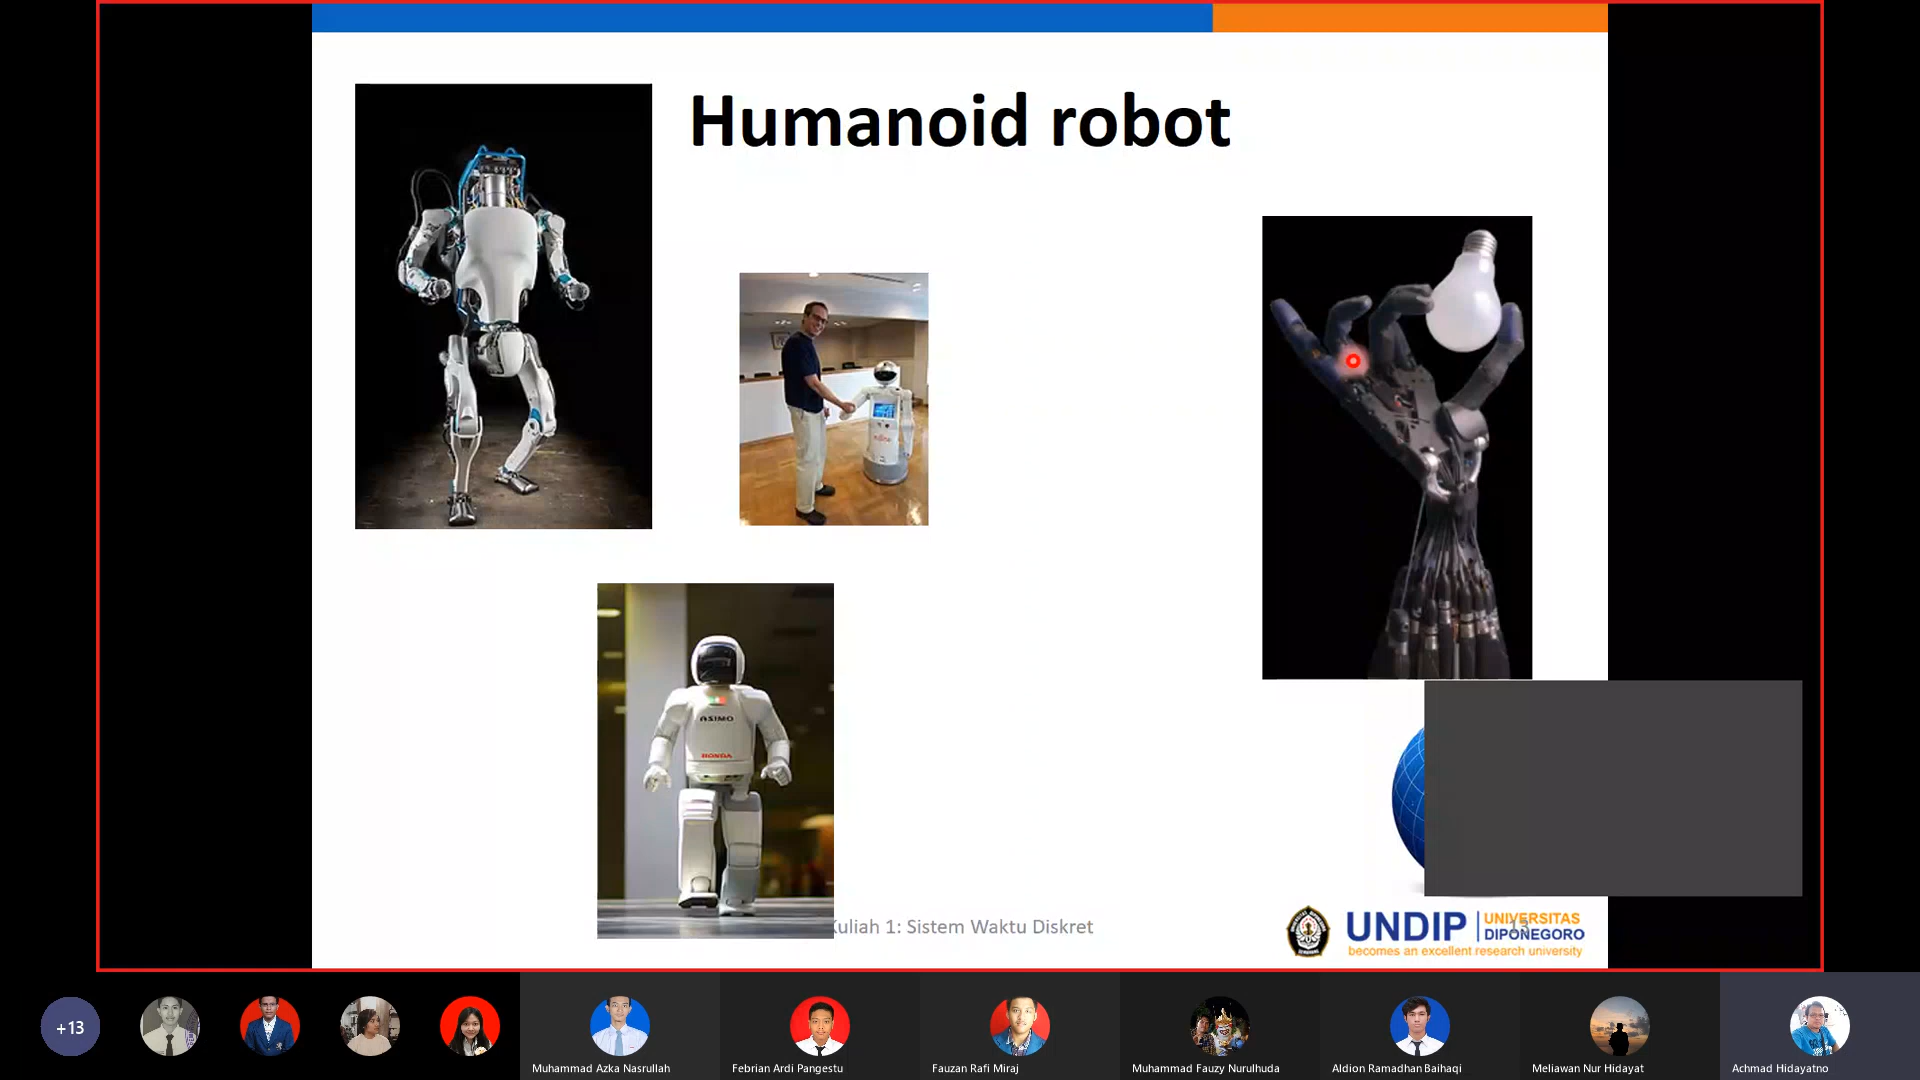 Humanoid robot
ASIMO
HONDA
Kuliah 1: Sistem Waktu Diskret
UNDIP
UNIVERSITAS
DIPONEGORO
becomes an excellent research university
+13
Muhammad Azka Nasrullah
Febrian Ardi Pangestu
Fauzan Rafi Miraj
Muhammad Fauzy Nurulhuda
Aldion Ramadhan Baihaqi
Meliawan Nur Hidayat
Achmad Hidayatno